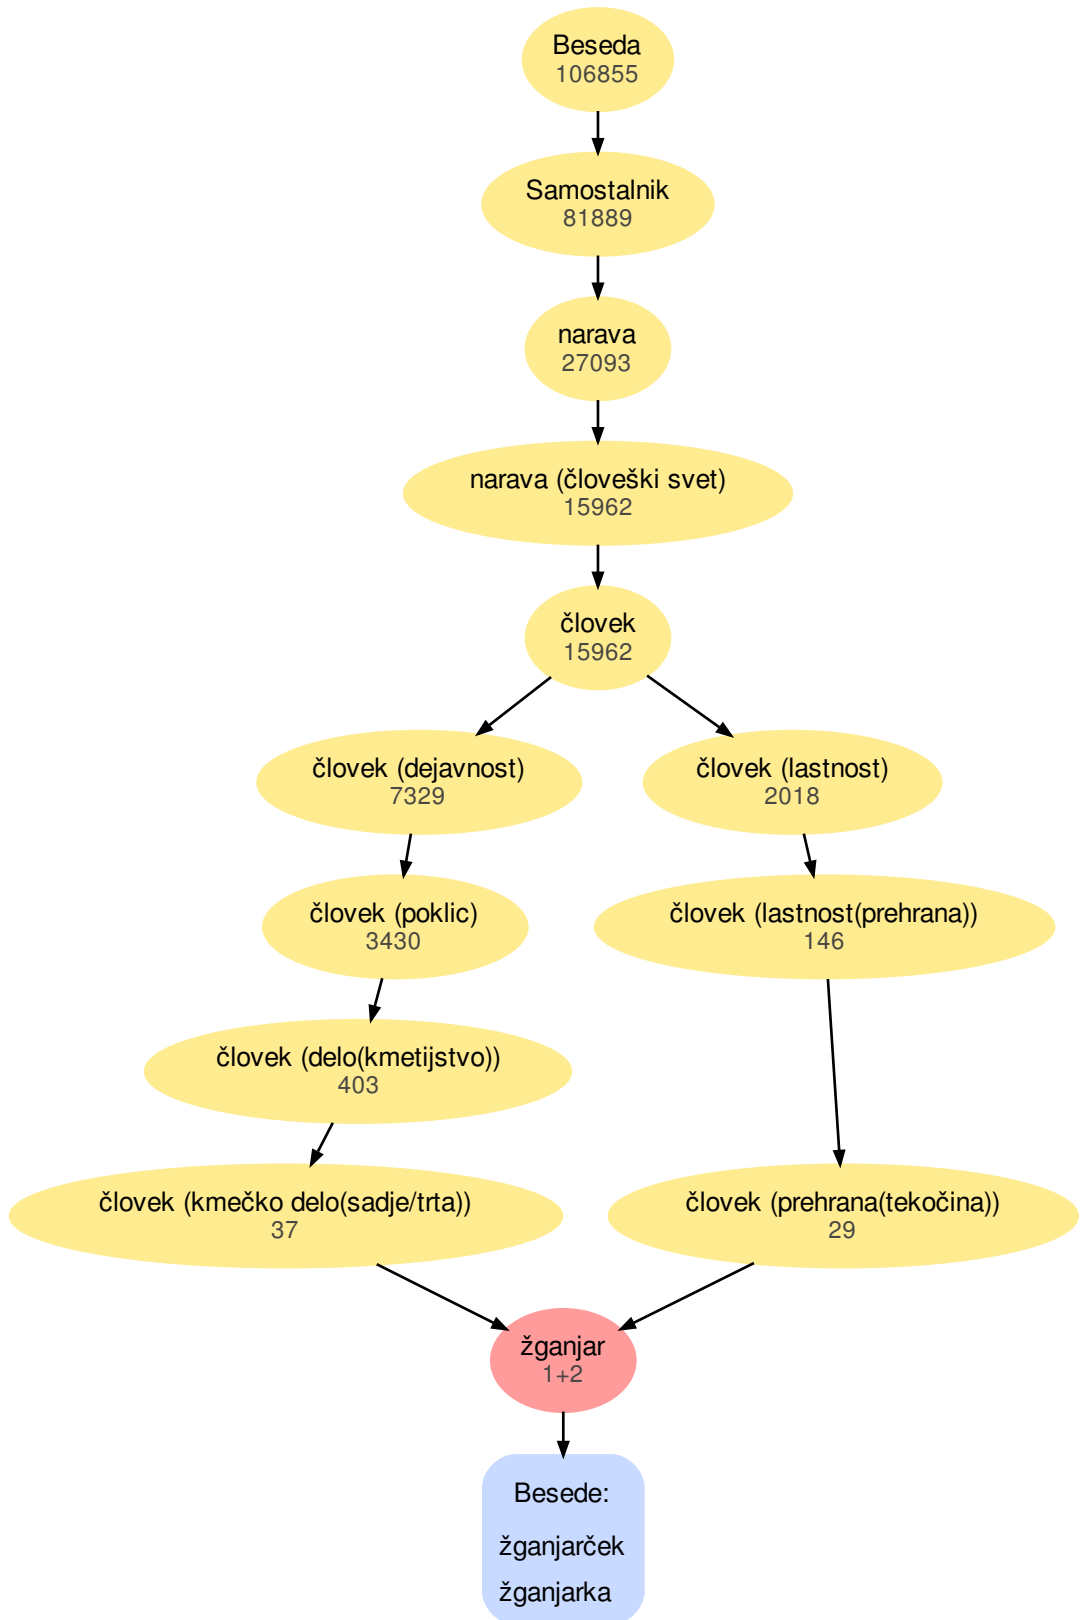 Beseda
106855
Samostalnik
81889
narava
27093
narava (človeški svet)
15962
človek
15962
človek (dejavnost)
7329
človek (lastnost)
2018
človek (poklic)
3430
človek (lastnost(prehrana))
146
človek (delo(kmetijstvo))
403
človek (kmečko delo(sadje/trta))
37
človek (prehrana(tekočina))
29
žganjar
1+2
Besede:
žganjarček
žganjarka